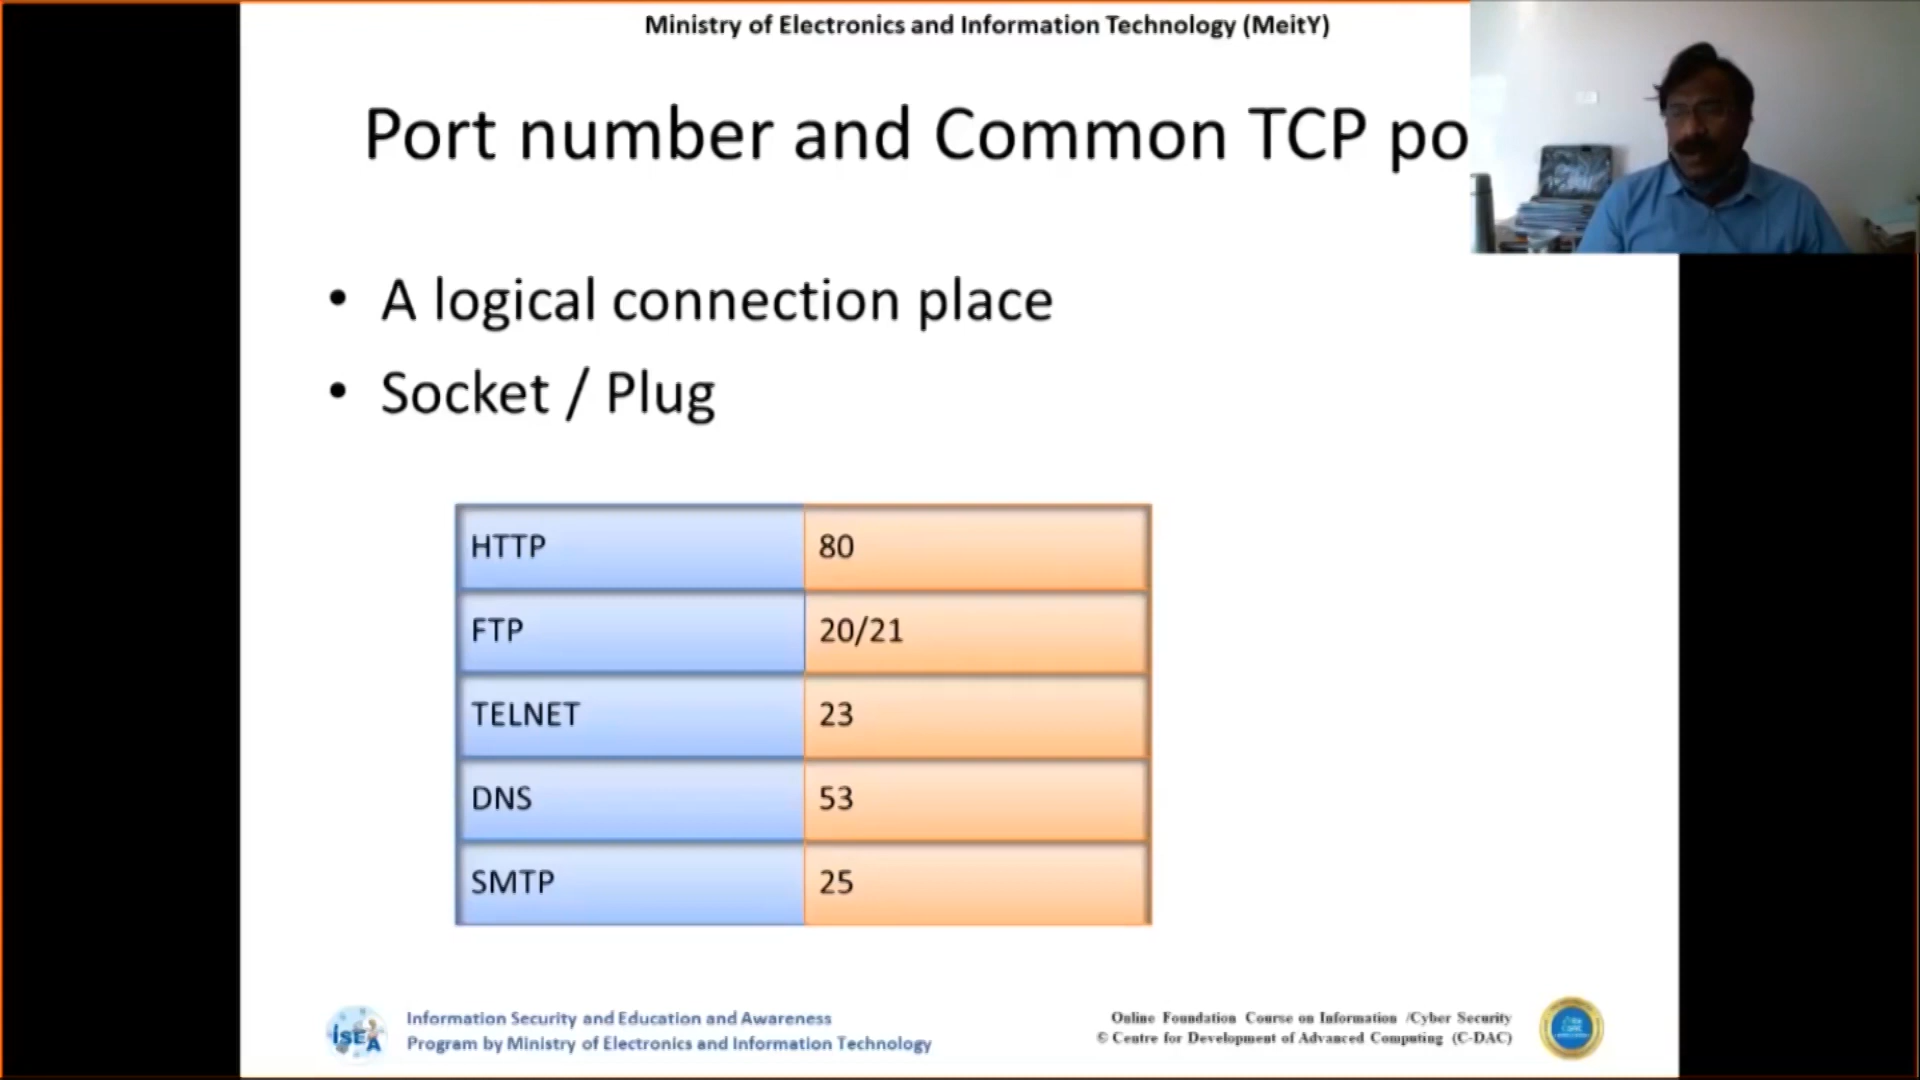 Ministry of Electronics and Information Technology (MeitY)
Port number and Common TCP po
• A logical connection place
• Socket / Plug
HTTP 80
FTP 20/21
TELNET 23
DNS 53
SMTP 25
ISEA
Information Security and Education and Awareness
Program by Ministry of Electronics and Information Technology
Online Foundation Course on Information /Cyber Security
© Centre for Development of Advanced Computing (C-DAC)